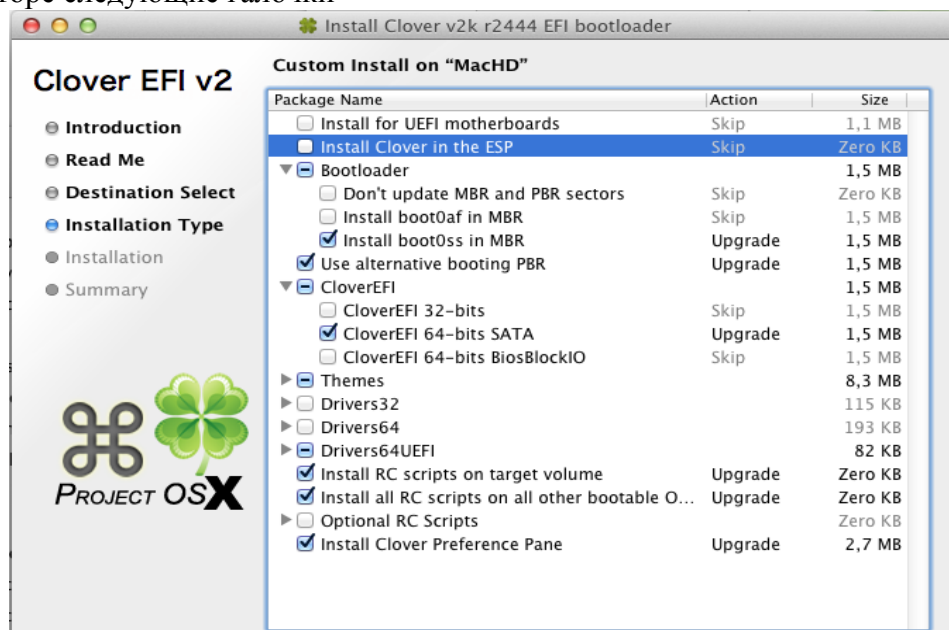 следующие галочки
Install Clover v2k r2444 EFI bootloader
Clover EFI v2
Introduction
Read Me
Destination Select
Installation Type
Installation
Summary
PROJECT OSX
Custom Install on “MacHD”
Package Name Action Size
Install for UEFI motherboards Skip 1,1 MB
Install Clover in the ESP Skip Zero KB
Bootloader 1,5 MB
Don't update MBR and PBR sectors Skip Zero KB
Install boot0af in MBR Skip 1,5 MB
Install boot0ss in MBR Upgrade 1,5 MB
Use alternative booting PBR Upgrade 1,5 MB
CloverEFI 1,5 MB
CloverEFI 32-bits Skip 1,5 MB
CloverEFI 64-bits SATA Upgrade 1,5 MB
CloverEFI 64-bits BiosBlockIO Skip 1,5 MB
Themes 8,3 MB
Drivers32 115 KB
Drivers64 193 KB
Drivers64UEFI 82 KB
Install RC scripts on target volume Upgrade Zero KB
Install all RC scripts on all other bootable O... Upgrade Zero KB
Optional RC Scripts Zero KB
Install Clover Preference Pane Upgrade 2,7 MB